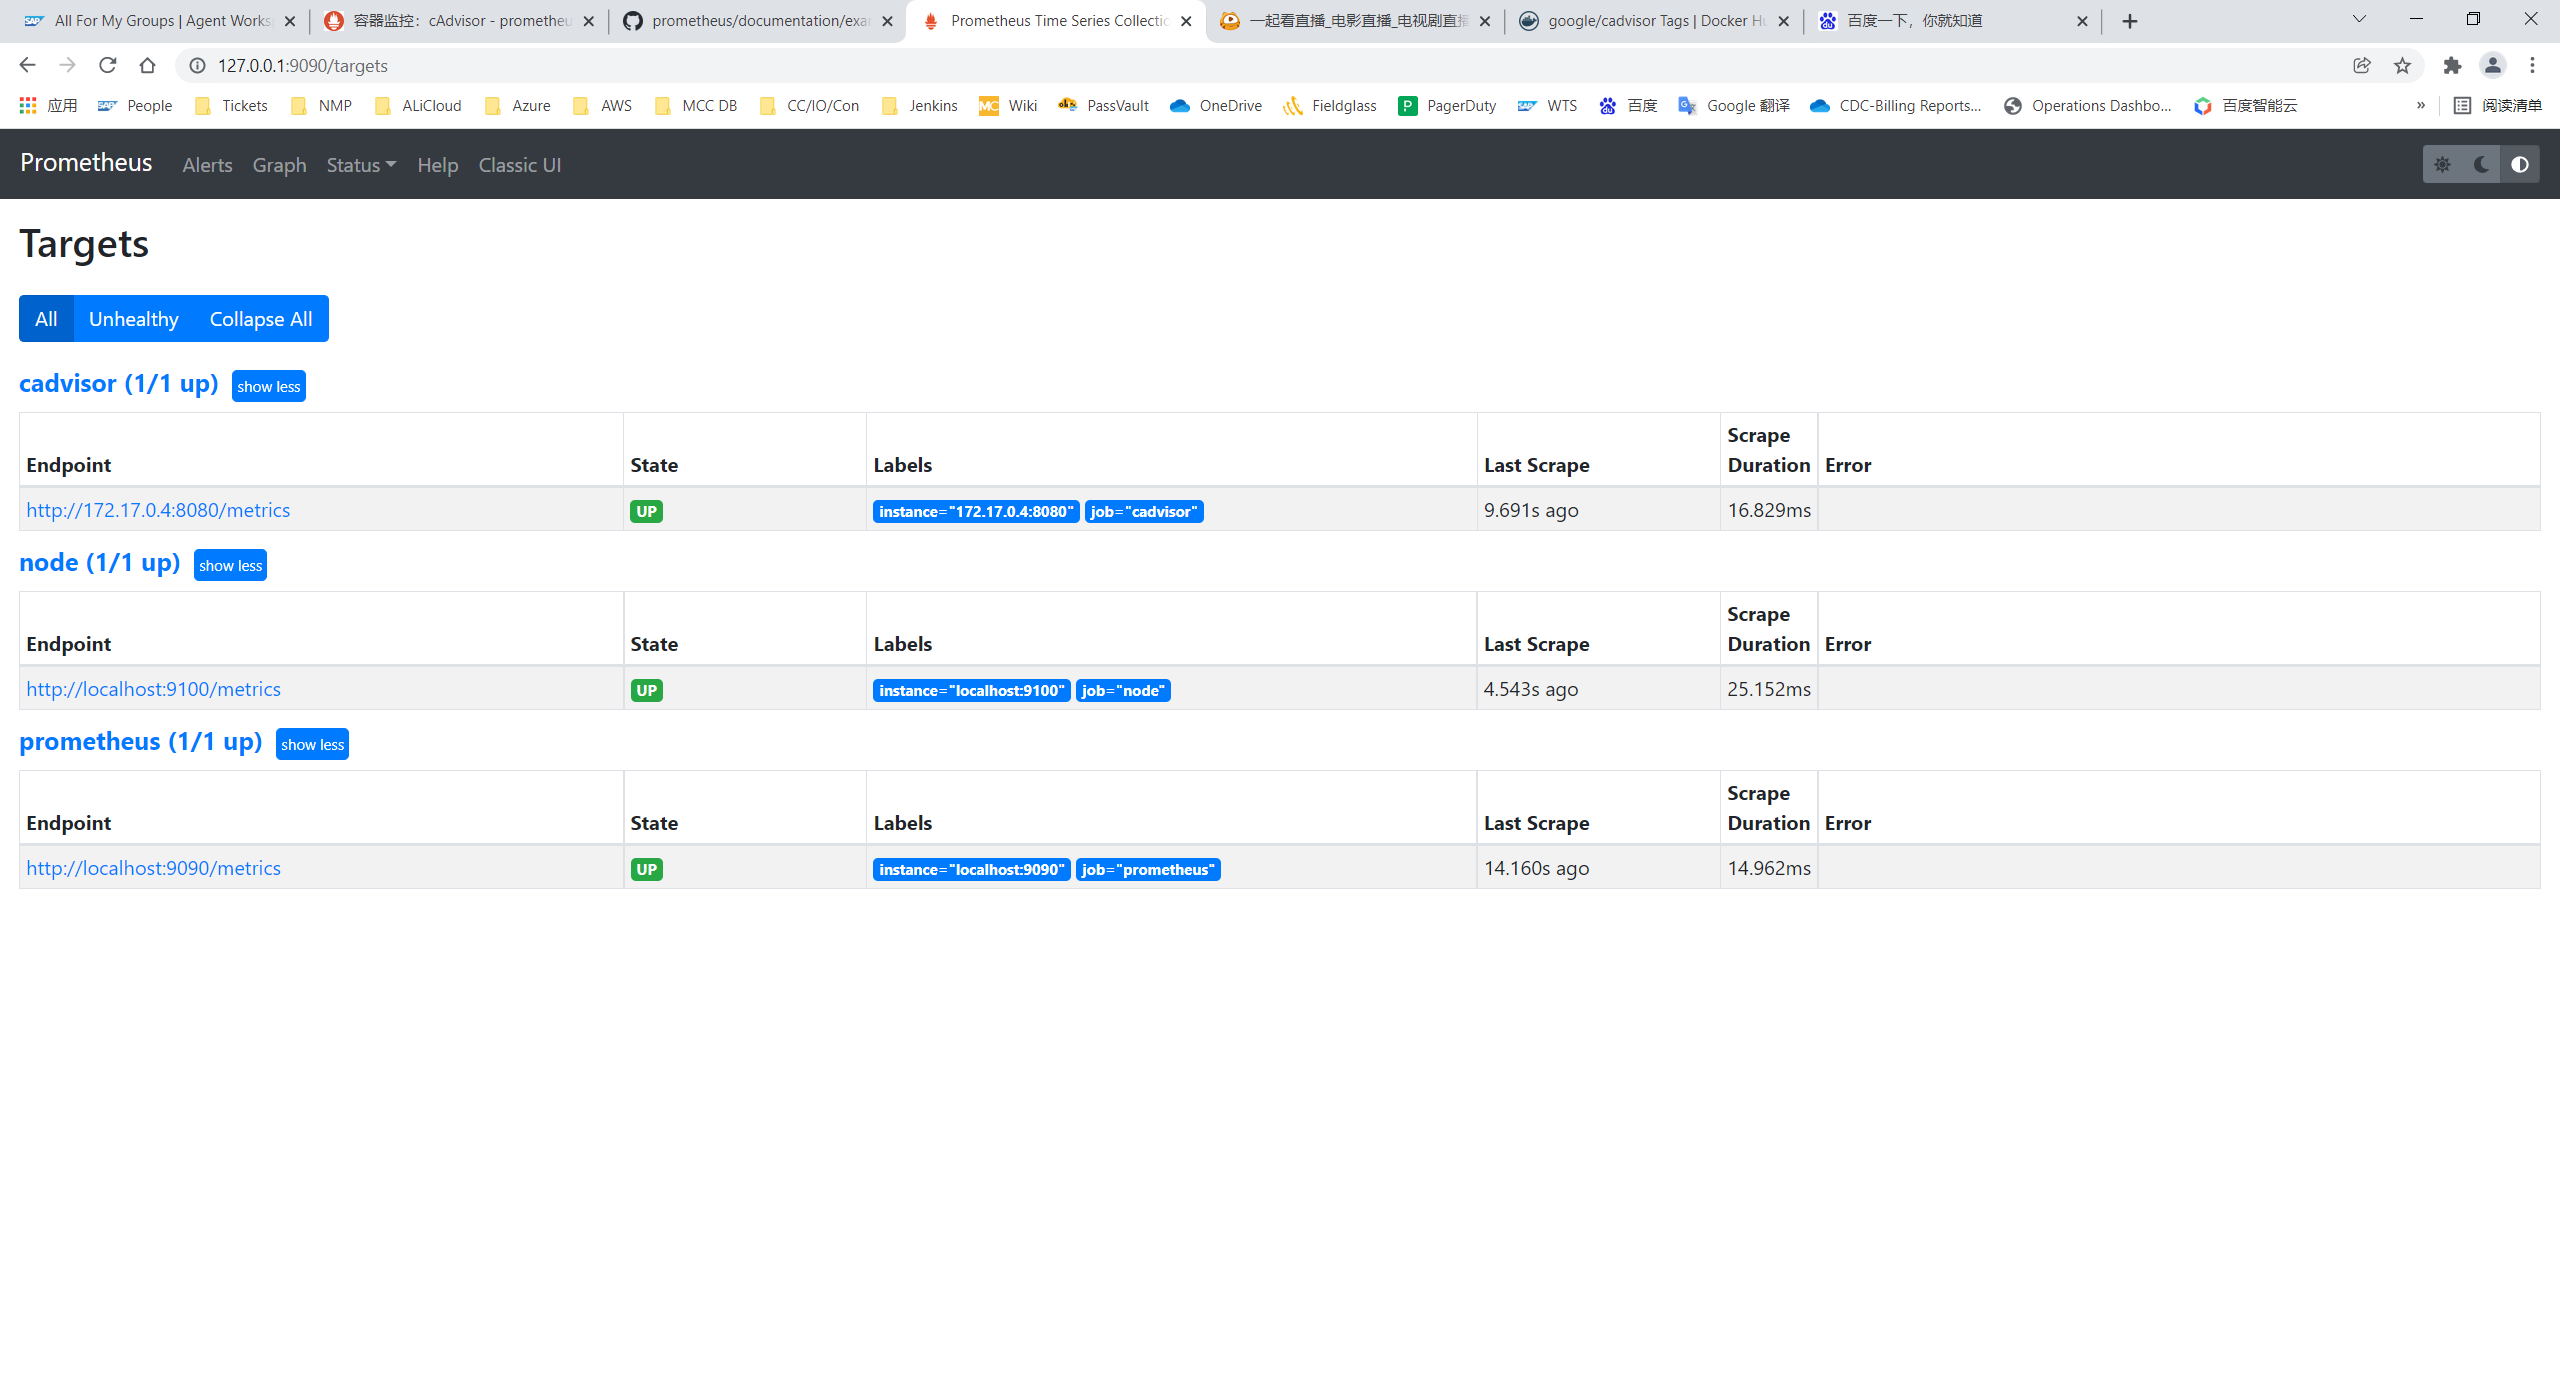 All For My Groups | Agent Works
容器监控：cAdvisor - prometheu
prometheus/documentation/exa
Prometheus Time Series Collectio
一起看直播_电影直播_电视剧直播
google/cadvisor Tags | Docker Hu
百度一下，你就知道
127.0.0.1:9090/targets
应用 People Tickets NMP ALiCloud Azure AWS MCC DB CC/IO/Con Jenkins Wiki PassVault OneDrive Fieldglass PagerDuty WTS 百度 Google 翻译 CDC-Billing Reports... Operations Dashbo... 百度智能云 » 阅读清单
Prometheus Alerts Graph Status Help Classic UI
Targets
All Unhealthy Collapse All
cadvisor (1/1 up) show less
Endpoint State Labels Last Scrape Scrape Duration Error
http://172.17.0.4:8080/metrics UP instance="172.17.0.4:8080" job="cadvisor" 9.691s ago 16.829ms
node (1/1 up) show less
Endpoint State Labels Last Scrape Scrape Duration Error
http://localhost:9100/metrics UP instance="localhost:9100" job="node" 4.543s ago 25.152ms
prometheus (1/1 up) show less
Endpoint State Labels Last Scrape Scrape Duration Error
http://localhost:9090/metrics UP instance="localhost:9090" job="prometheus" 14.160s ago 14.962ms